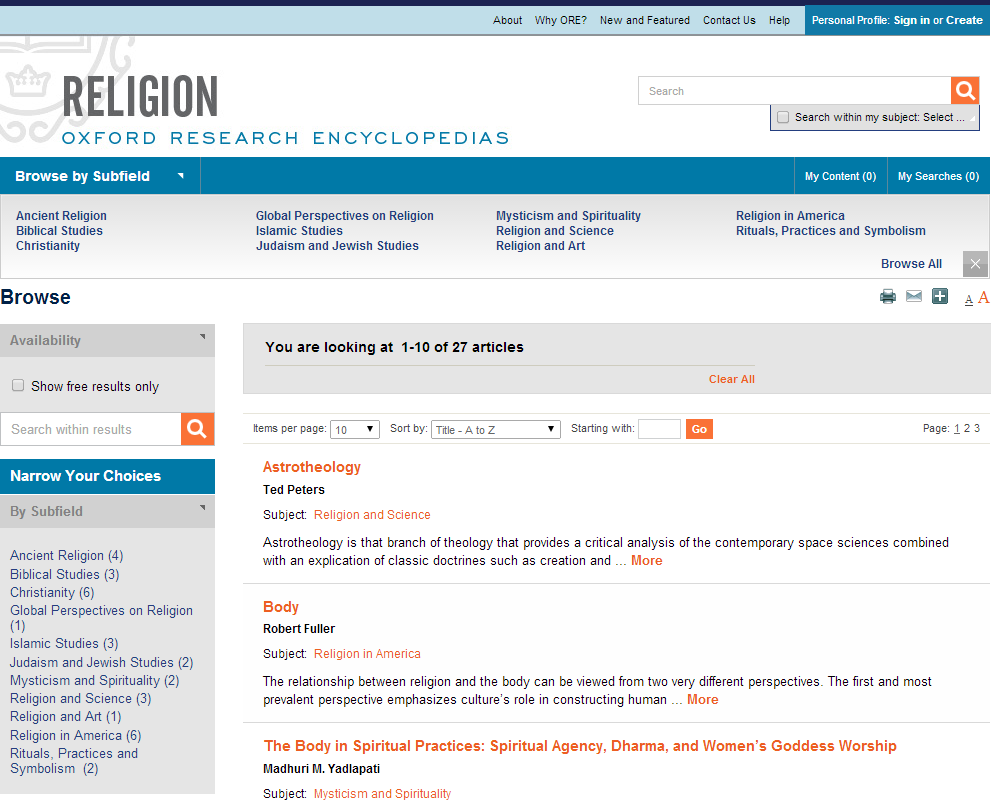 About Why ORE? New and Featured Contact Us Help Personal Profile: Sign in or Create
RELIGION
OXFORD RESEARCH ENCYCLOPEDIAS
Search
Search within my subject: Select ...
Browse by Subfield
My Content (0) My Searches (0)
Ancient Religion Global Perspectives on Religion Mysticism and Spirituality Religion in America
Biblical Studies Islamic Studies Religion and Science Rituals, Practices and Symbolism
Christianity Judaism and Jewish Studies Religion and Art
Browse All
Browse
A A
Availability
Show free results only
Search within results
Narrow Your Choices
By Subfield
Ancient Religion (4)
Biblical Studies (3)
Christianity (6)
Global Perspectives on Religion
(1)
Islamic Studies (3)
Judaism and Jewish Studies (2)
Mysticism and Spirituality (2)
Religion and Science (3)
Religion and Art (1)
Religion in America (6)
Rituals, Practices and
Symbolism (2)
You are looking at 1-10 of 27 articles
Clear All
Items per page: 10 Sort by: Title - A to Z Starting with: Go Page: 1 2 3
Astrotheology
Ted Peters
Subject: Religion and Science
Astrotheology is that branch of theology that provides a critical analysis of the contemporary space sciences combined
with an explication of classic doctrines such as creation and ... More
Body
Robert Fuller
Subject: Religion in America
The relationship between religion and the body can be viewed from two very different perspectives. The first and most
prevalent perspective emphasizes culture’s role in constructing human ... More
The Body in Spiritual Practices: Spiritual Agency, Dharma, and Women’s Goddess Worship
Madhuri M. Yadlapati
Subject: Mysticism and Spirituality